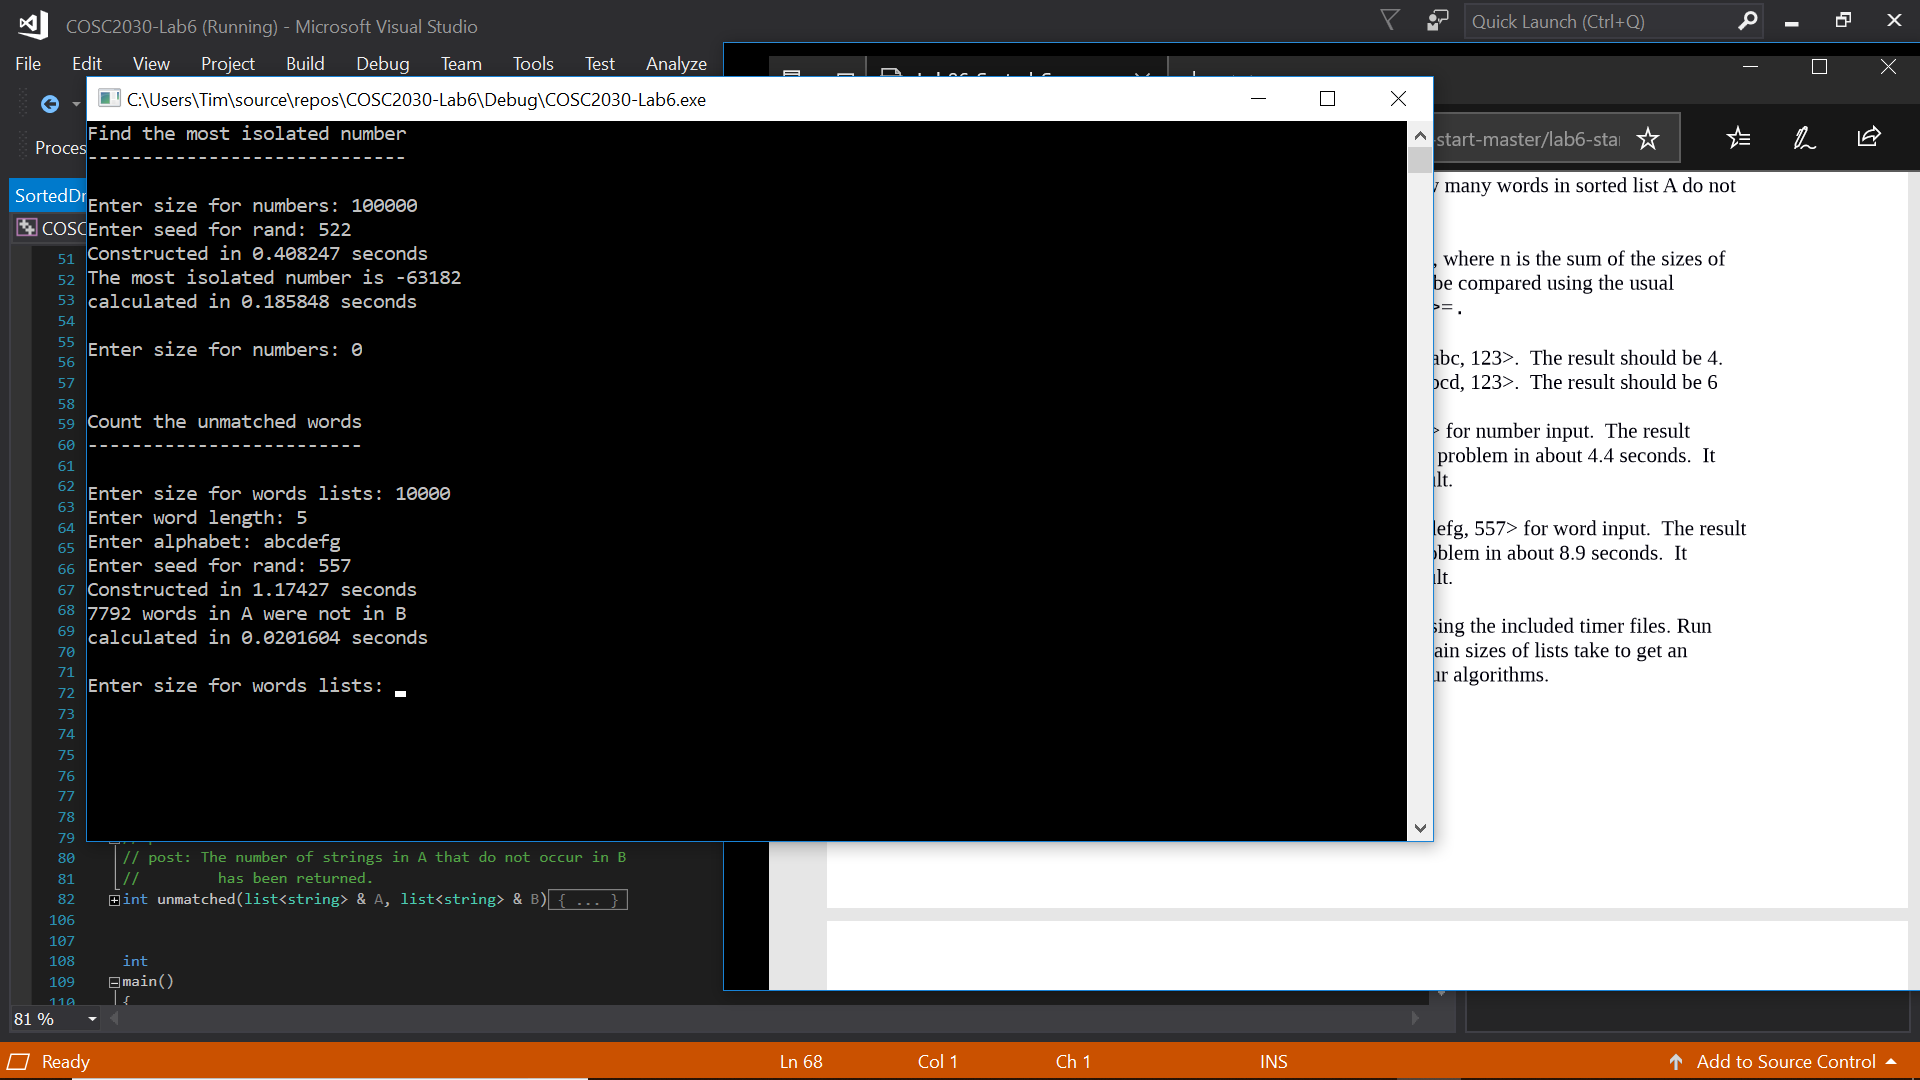 COSC2030-Lab6 (Running) - Microsoft Visual Studio
Quick Launch (Ctrl+Q)
File Edit View Project Build Debug Team Tools Test Analyze
C:\Users\Tim\source\repos\COSC2030-Lab6\Debug\COSC2030-Lab6.exe
Find the most isolated number
-----------------------------
Enter size for numbers: 100000
Enter seed for rand: 522
Constructed in 0.408247 seconds
The most isolated number is -63182
calculated in 0.185848 seconds
Enter size for numbers: 0
Count the unmatched words
-------------------------
Enter size for words lists: 10000
Enter word length: 5
Enter alphabet: abcdefg
Enter seed for rand: 557
Constructed in 1.17427 seconds
7792 words in A were not in B
calculated in 0.0201604 seconds
Enter size for words lists:
Proces
SortedDr
COSC
-start-master/lab6-sta
many words in sorted list A do not
, where n is the sum of the sizes of
be compared using the usual
>=.
abc, 123>. The result should be 4.
bcd, 123>. The result should be 6
> for number input. The result
problem in about 4.4 seconds. It
lt.
defg, 557> for word input. The result
oblem in about 8.9 seconds. It
lt.
sing the included timer files. Run
ain sizes of lists take to get an
ur algorithms.
51
52
53
54
55
56
57
58
59
60
61
62
63
64
65
66
67
68
69
70
71
72
73
74
75
76
77
78
79
80 // post: The number of strings in A that do not occur in B
81 // has been returned.
82 int unmatched(list<string> & A, list<string> & B){ ... }
106
107
108 int
109 main()
110 {
81 %
Ready Ln 68 Col 1 Ch 1 INS Add to Source Control